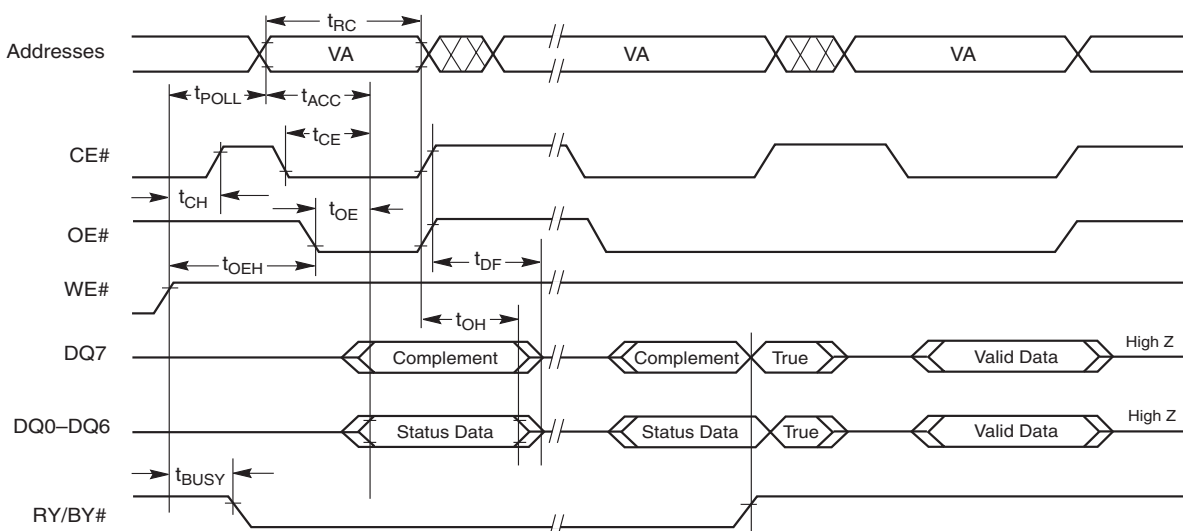 tRC
Addresses VA VA VA
tPOLL tACC
tCE
CE#
tCH
tOE
OE#
tOEH tDF
WE#
tOH
DQ7 Complement Complement True Valid Data High Z
DQ0–DQ6 Status Data Status Data True Valid Data High Z
tBUSY
RY/BY#